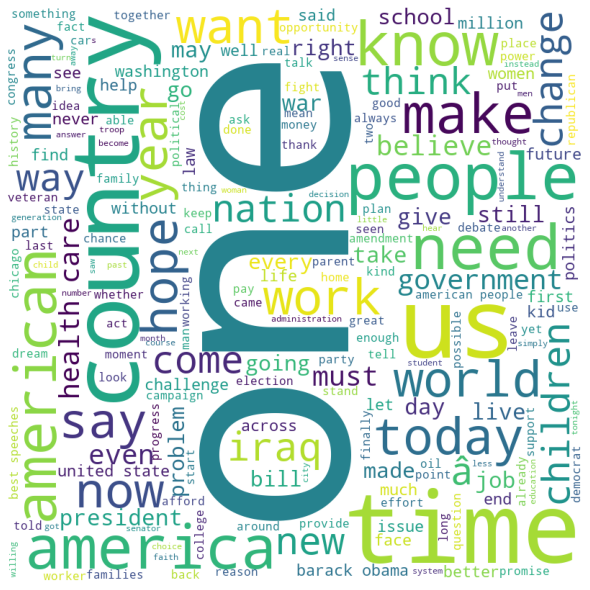 something
together
fact
car
want
opportunity
said
real
right
talk
school
million
place
power
instead
men
congress
many
country
see
idea
never
washington
help
may
well
go
fight
war
mean
money
ask
done
thank
know
think
always
women
put
good
two
thought
change
republican
turn
away
bring
answer
troop
become
able
political
cost
sense
one
make
history
find
year
law
believe
future
understand
way
family
thing
without
woman
people
veteran
state
generation
part
last
chance
keep
call
nation
decision
seen
plan
little
give
still
hear
take
amendment
debate
another
politics
chicago
child
saw
past
next
every
parent
life
home
kind
need
government
american
health
care
hope
number
whether
man
working
pay
came
work
american people
first
kid
yet
use
dream
act
month
course
administration
great
us
leave
simply
moment
look
come
going
enough
tell
possible
student
challenge
must
party
world
children
say
progress
campaign
election
stand
let
day
live
support
tonight
best speeches
even
problem
across
iraq
today
finally
democrat
united state
start
bill
city
made
oil
point
â
less
already
education
job
now
afford
told
got
president
college
around
provide
much
effort
issue
face
question
long
end
willing
america
senator
choice
faith
new
time
worker
families
back
reason
barack obama
system
better
promise